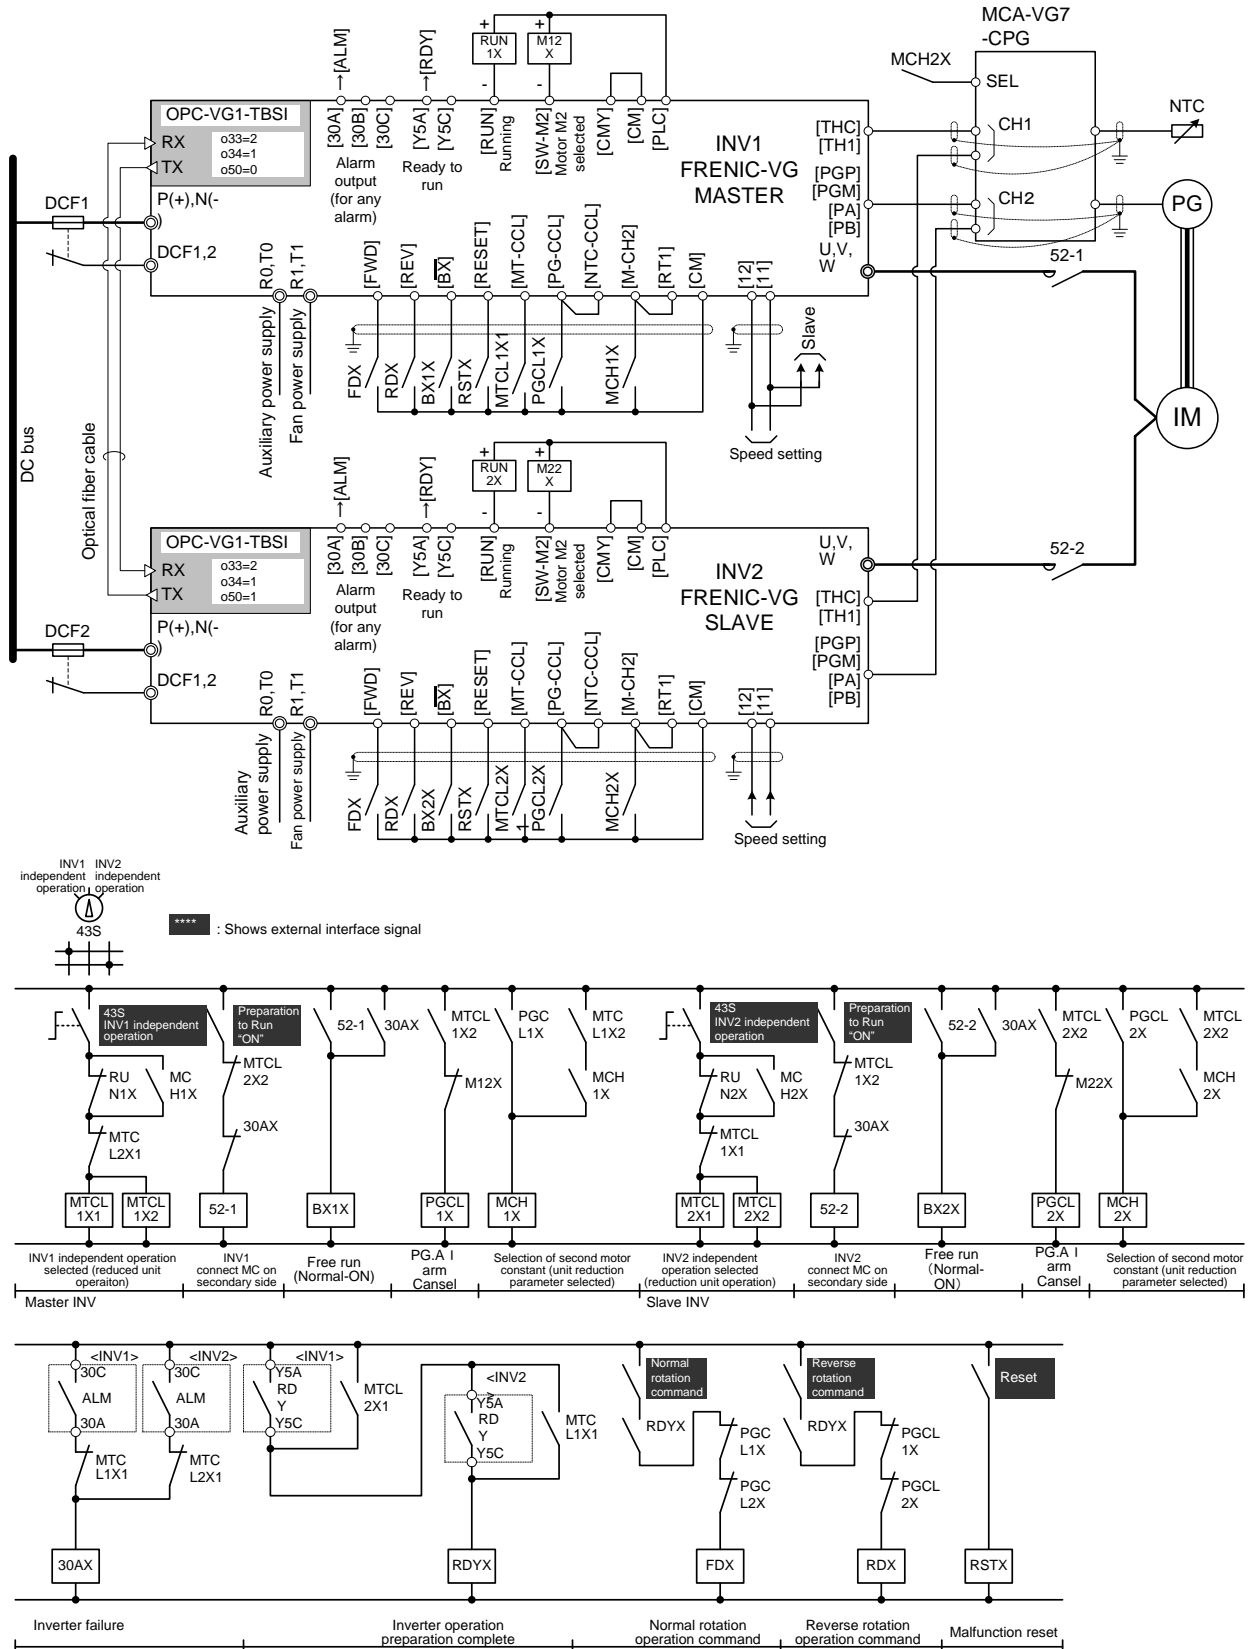 MCA-VG7
-CPG
MCH2X
SEL
CH1
CH2
NTC
PG
IM
52-1
52-2
OPC-VG1-TBSI
RX
TX
o33=2
o34=1
o50=0
P(+),N(-
)
DCF1
DCF1,2
DC bus
Optical fiber cable
→[ALM]
[30A]
[30B]
[30C]
Alarm
output
(for any
alarm)
→[RDY]
[Y5A]
[Y5C]
Ready to
run
+
RUN
1X
-
[RUN]
Running
+
M12
X
-
[SW-M2]
Motor M2
selected
[CMY]
[CM]
[PLC]
INV1
FRENIC-VG
MASTER
[THC]
[TH1]
[PGP]
[PGM]
[PA]
[PB]
U,V,
W
R0,T0
R1,T1
Auxiliary power supply
Fan power supply
[FWD]
[REV]
[BX]
[RESET]
[MT-CCL]
[PG-CCL]
[NTC-CCL]
[M-CH2]
[RT1]
[CM]
[12]
[11]
FDX
RDX
BX1X
RSTX
MTCL1X1
PGCL1X
MCH1X
Slave
Speed setting
OPC-VG1-TBSI
RX
TX
o33=2
o34=1
o50=1
P(+),N(-
)
DCF2
DCF1,2
→[ALM]
[30A]
[30B]
[30C]
Alarm
output
(for any
alarm)
→[RDY]
[Y5A]
[Y5C]
Ready to
run
+
RUN
2X
-
[RUN]
Running
+
M22
X
-
[SW-M2]
Motor M2
selected
[CMY]
[CM]
[PLC]
INV2
FRENIC-VG
SLAVE
U,V,
W
[THC]
[TH1]
[PGP]
[PGM]
[PA]
[PB]
R0,T0
R1,T1
Auxiliary
power supply
Fan power supply
[FWD]
[REV]
[BX]
[RESET]
[MT-CCL]
[PG-CCL]
[NTC-CCL]
[M-CH2]
[RT1]
[CM]
[12]
[11]
FDX
RDX
BX2X
RSTX
MTCL2X
1
PGCL2X
MCH2X
Speed setting
INV1
independent
operation
INV2
independent
operation
43S
**** : Shows external interface signal
43S
INV1 independent
operation
Preparation
to Run
“ON”
52-1
30AX
MTCL
1X2
PGC
L1X
MTC
L1X2
43S
INV2 independent
operation
Preparation
to Run
“ON”
52-2
30AX
MTCL
2X2
PGCL
2X
MTCL
2X2
RU
N1X
MC
H1X
MTCL
2X2
M12X
MCH
1X
RU
N2X
MC
H2X
MTCL
1X2
M22X
MCH
2X
MTC
L2X1
30AX
MTCL
1X1
30AX
MTCL
1X1
MTCL
1X2
52-1
BX1X
PGCL
1X
MCH
1X
MTCL
2X1
MTCL
2X2
52-2
BX2X
PGCL
2X
MCH
2X
INV1 independent operation
selected (reduced unit
operaiton)
INV1
connect MC on
secondary side
Free run
(Normal-ON)
PG.A l
arm
Cansel
Selection of second motor
constant (unit reduction
parameter selected)
INV2 independent
operation selected
(reduction unit operation)
INV2
connect MC on
secondary side
Free run
(Normal-
ON)
PG.A l
arm
Cansel
Selection of second motor
constant (unit reduction
parameter selected)
Master INV
Slave INV
<INV1>
30C
ALM
30A
<INV2>
30C
ALM
30A
<INV1>
Y5A
RD
Y
Y5C
MTCL
2X1
<INV2
>
Y5A
RD
Y
Y5C
MTC
L1X1
Normal
rotation
command
Reverse
rotation
command
Reset
MTC
L1X1
MTC
L2X1
RDYX
PGC
L1X
PGC
L2X
RDYX
PGCL
1X
PGCL
2X
30AX
RDYX
FDX
RDX
RSTX
Inverter failure
Inverter operation
preparation complete
Normal rotation
operation command
Reverse rotation
operation command
Malfunction reset